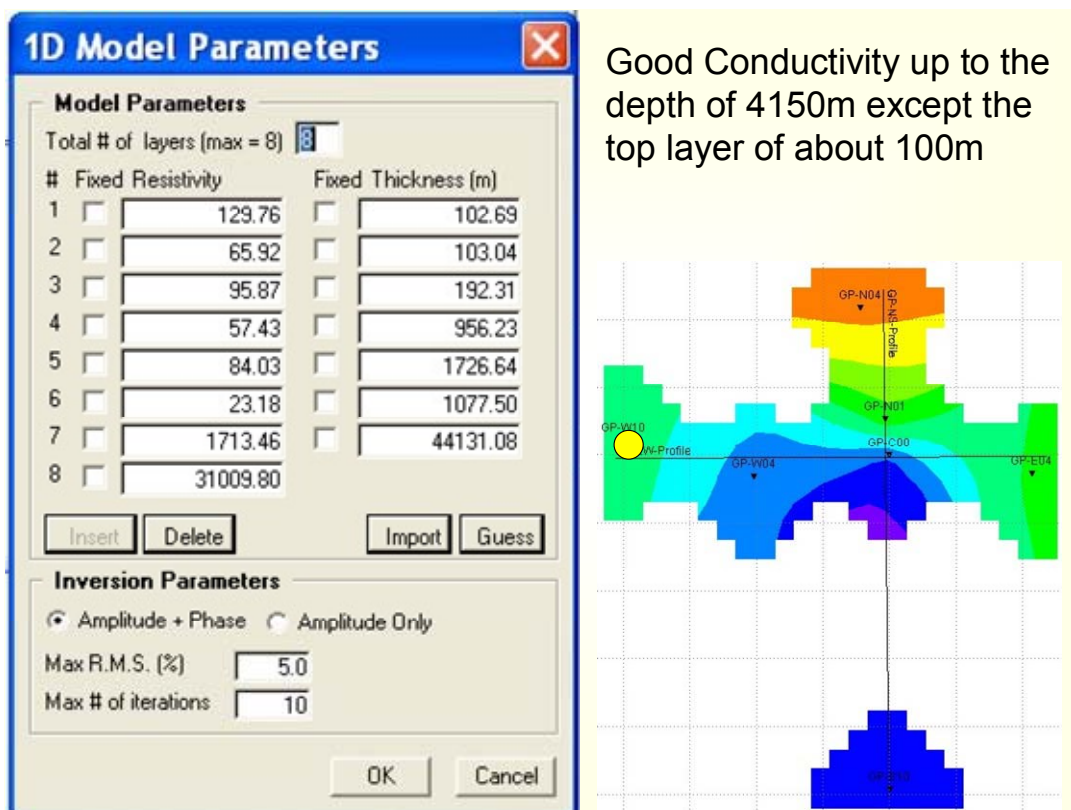 1D Model Parameters
Good Conductivity up to the
depth of 4150m except the
top layer of about 100m
Model Parameters
Total # of layers (max = 8) 8
# Fixed Resistivity Fixed Thickness (m)
1 129.76 102.69
2 65.92 103.04
3 95.87 192.31
4 57.43 956.23
5 84.03 1726.64
6 23.18 1077.50
7 1713.46 44131.08
8 31009.80
Insert Delete Import Guess
Inversion Parameters
Amplitude + Phase Amplitude Only
Max R.M.S. (%) 5.0
Max # of iterations 10
OK Cancel
GP-N04
GP-NS-Profile
GP-N01
GP-W10
GP-C00
W-Profile
GP-W04
GP-E04